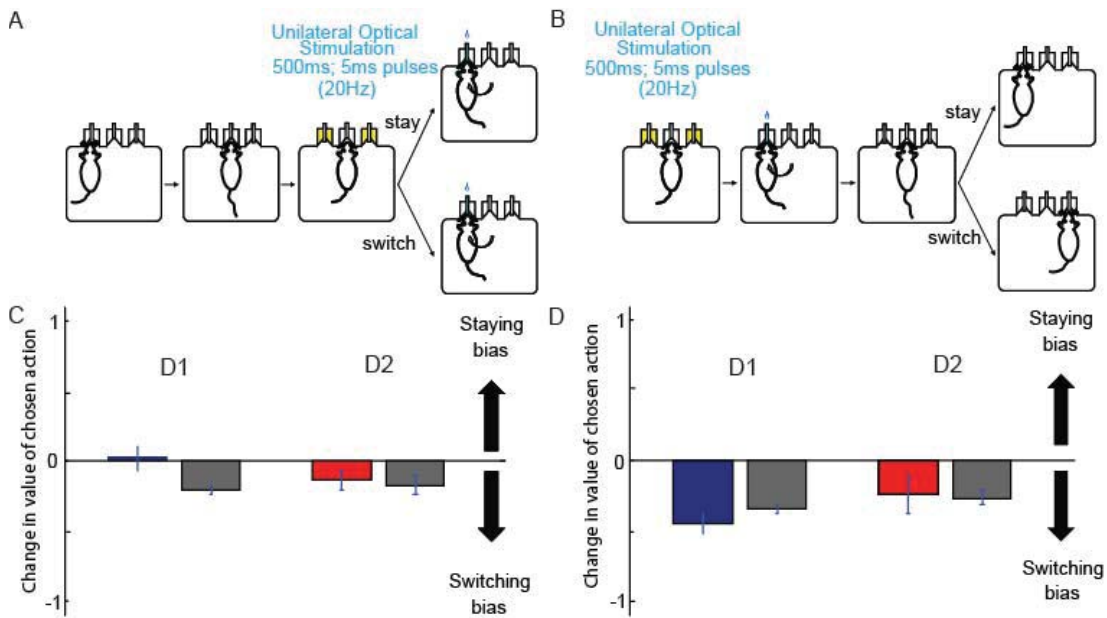 A
Unilateral Optical
Stimulation
500ms; 5ms pulses
(20Hz)
stay
switch
B
Unilateral Optical
Stimulation
500ms; 5ms pulses
(20Hz)
stay
switch
C
Change in value of chosen action
1
0
-1
D1
D2
Staying
bias
Switching
bias
D
Change in value of chosen action
1
0
-1
D1
D2
Staying
bias
Switching
bias